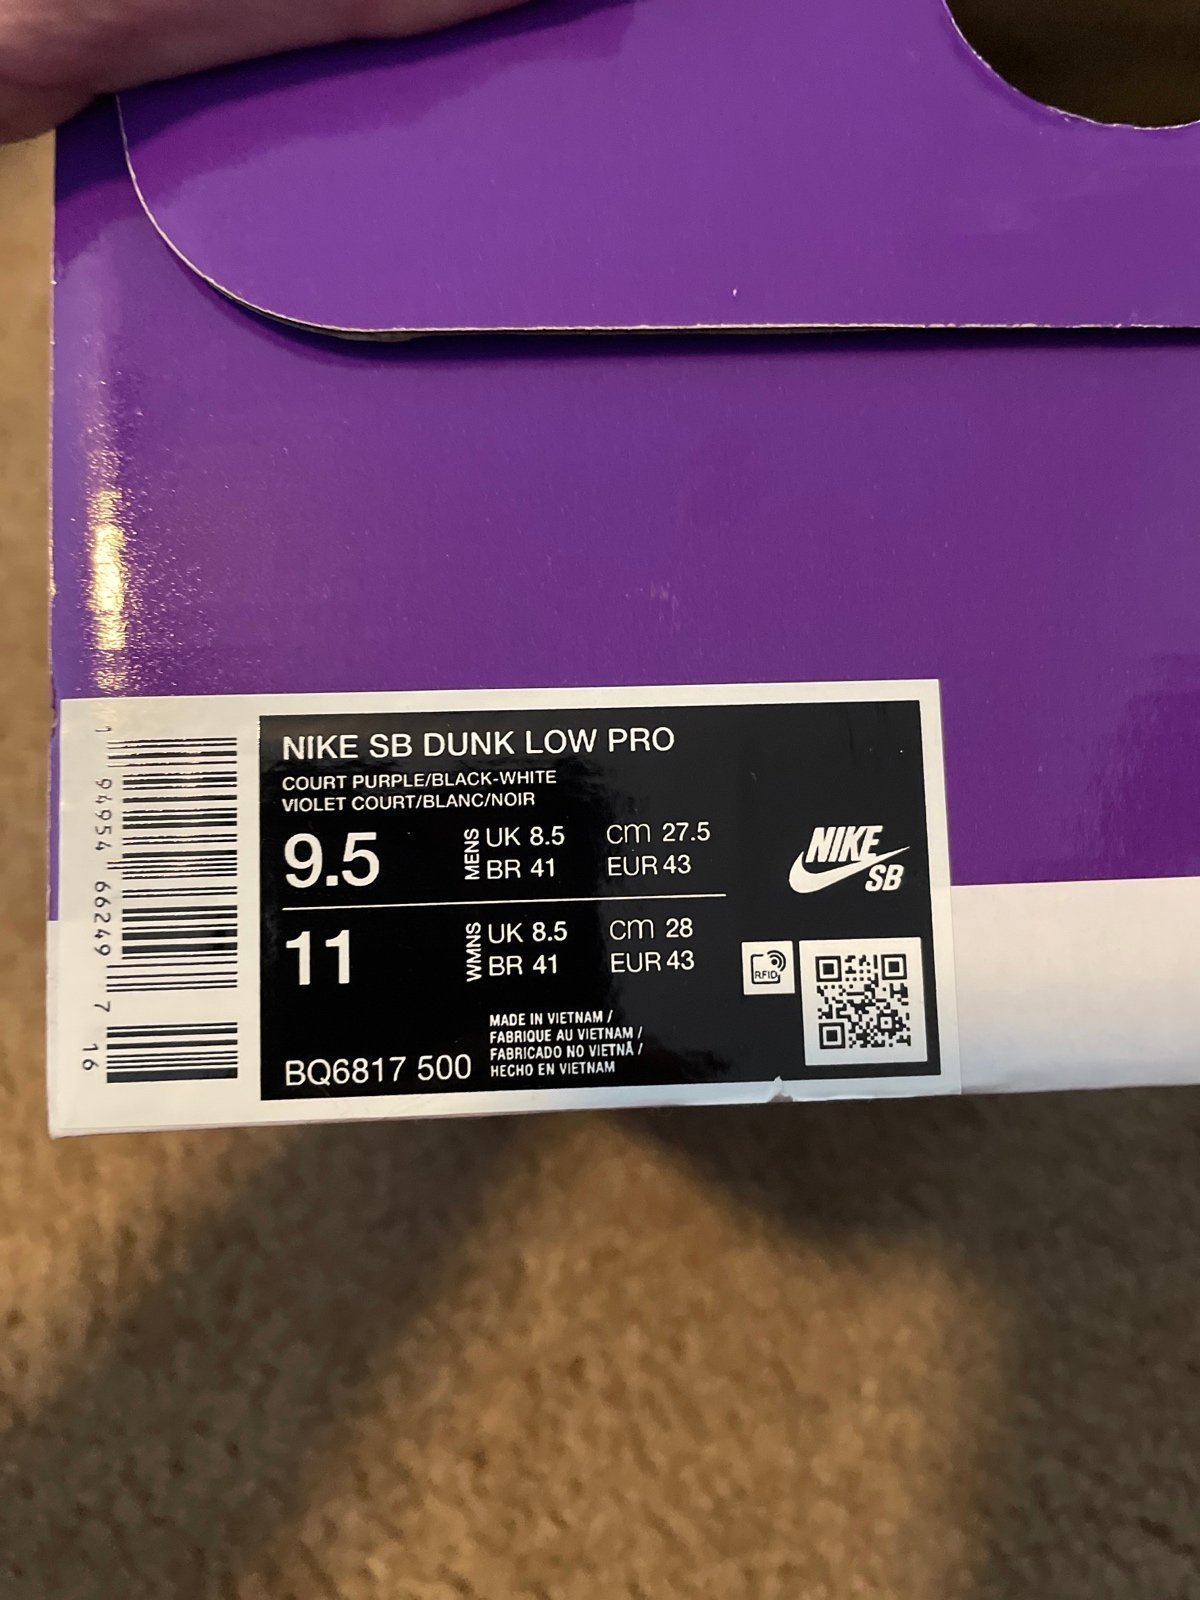 NIKE SB DUNK LOW PRO
COURT PURPLE/BLACK-WHITE
VIOLET COURT/BLANC/NOIR
9.5 MENS UK 8.5 CM 27.5
BR 41 EUR 43
11 WMNS UK 8.5 CM 28
BR 41 EUR 43
MADE IN VIETNAM /
FABRIQUE AU VIETNAM /
FABRICADO NO VIETNÃ /
HECHO EN VIETNAM
BQ6817 500
NIKE
SB
RFID
1 94954 66249 7 16